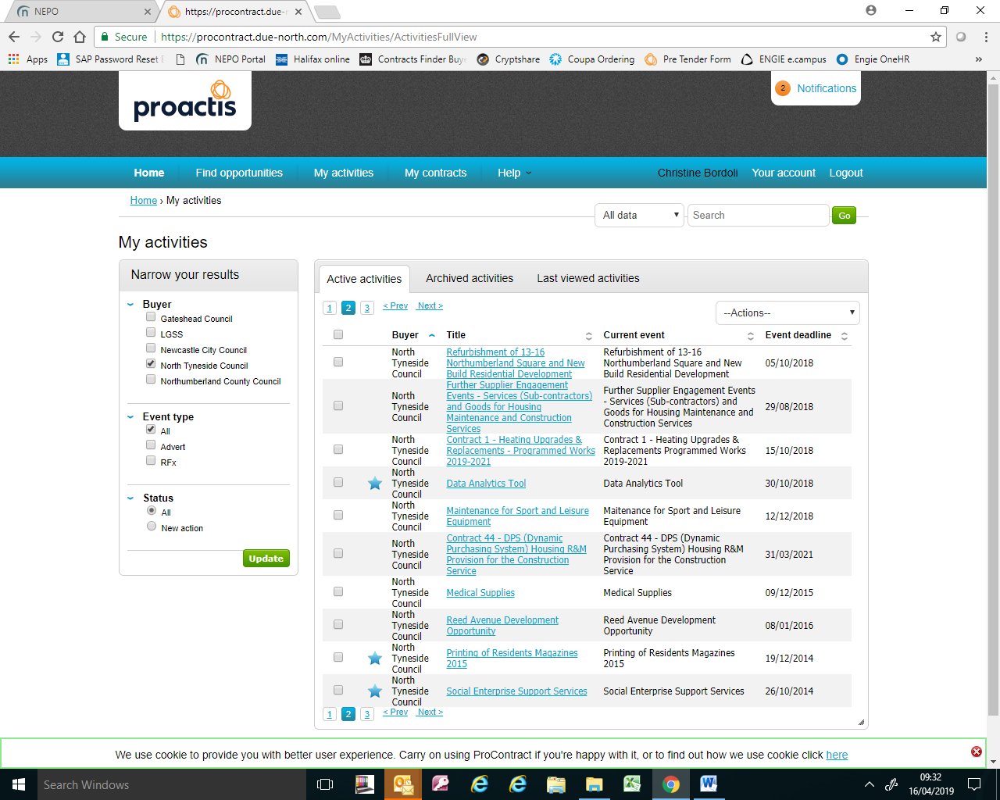 NEPO
https://procontract.due-n
Secure
https://procontract.due-north.com/MyActivities/ActivitiesFullView
Apps SAP Password Reset E NEPO Portal Halifax online Contracts Finder Buye Cryptshare Coupa Ordering Pre Tender Form ENGIE e.campus Engie OneHR »
proactis
2 Notifications
Home Find opportunities My activities My contracts Help Christine Bordoli Your account Logout
Home › My activities
All data Search Go
My activities
Narrow your results
Buyer
Gateshead Council
LGSS
Newcastle City Council
North Tyneside Council
Northumberland County Council
Event type
All
Advert
RFx
Status
All
New action
Update
Active activities Archived activities Last viewed activities
1 2 3 < Prev Next >
--Actions--
Buyer Title Current event Event deadline
North Refurbishment of 13-16 Refurbishment of 13-16
Tyneside Northumberland Square and New Northumberland Square and New 05/10/2018
Council Build Residential Development Build Residential Development
Further Supplier Engagement
North Events - Services (Sub-contractors) Further Supplier Engagement Events
Tyneside and Goods for Housing - Services (Sub-contractors) and 29/08/2018
Council Maintenance and Construction Goods for Housing Maintenance and
Services Construction Services
North Contract 1 - Heating Upgrades & Contract 1 - Heating Upgrades &
Tyneside Replacements - Programmed Works Replacements Programmed Works 15/10/2018
Council 2019-2021 2019-2021
North
Tyneside Data Analytics Tool Data Analytics Tool 30/10/2018
Council
North
Tyneside Maintenance for Sport and Leisure Maitenance for Sport and Leisure 12/12/2018
Council Equipment Equipment
Contract 44 - DPS (Dynamic Contract 44 - DPS (Dynamic
North Purchasing System) Housing R&M Purchasing System) Housing R&M
Tyneside Provision for the Construction Provision for the Construction 31/03/2021
Council Service Service
North
Tyneside Medical Supplies Medical Supplies 09/12/2015
Council
North
Tyneside Reed Avenue Development Reed Avenue Development 08/01/2016
Council Opportunity Opportunity
North
Tyneside Printing of Residents Magazines Printing of Residents Magazines 19/12/2014
Council 2015 2015
North
Tyneside Social Enterprise Support Services Social Enterprise Support Services 26/10/2014
Council
1 2 3 < Prev Next >
We use cookie to provide you with better user experience. Carry on using ProContract if you're happy with it, or to find out how we use cookie click here
Search Windows
09:32
16/04/2019